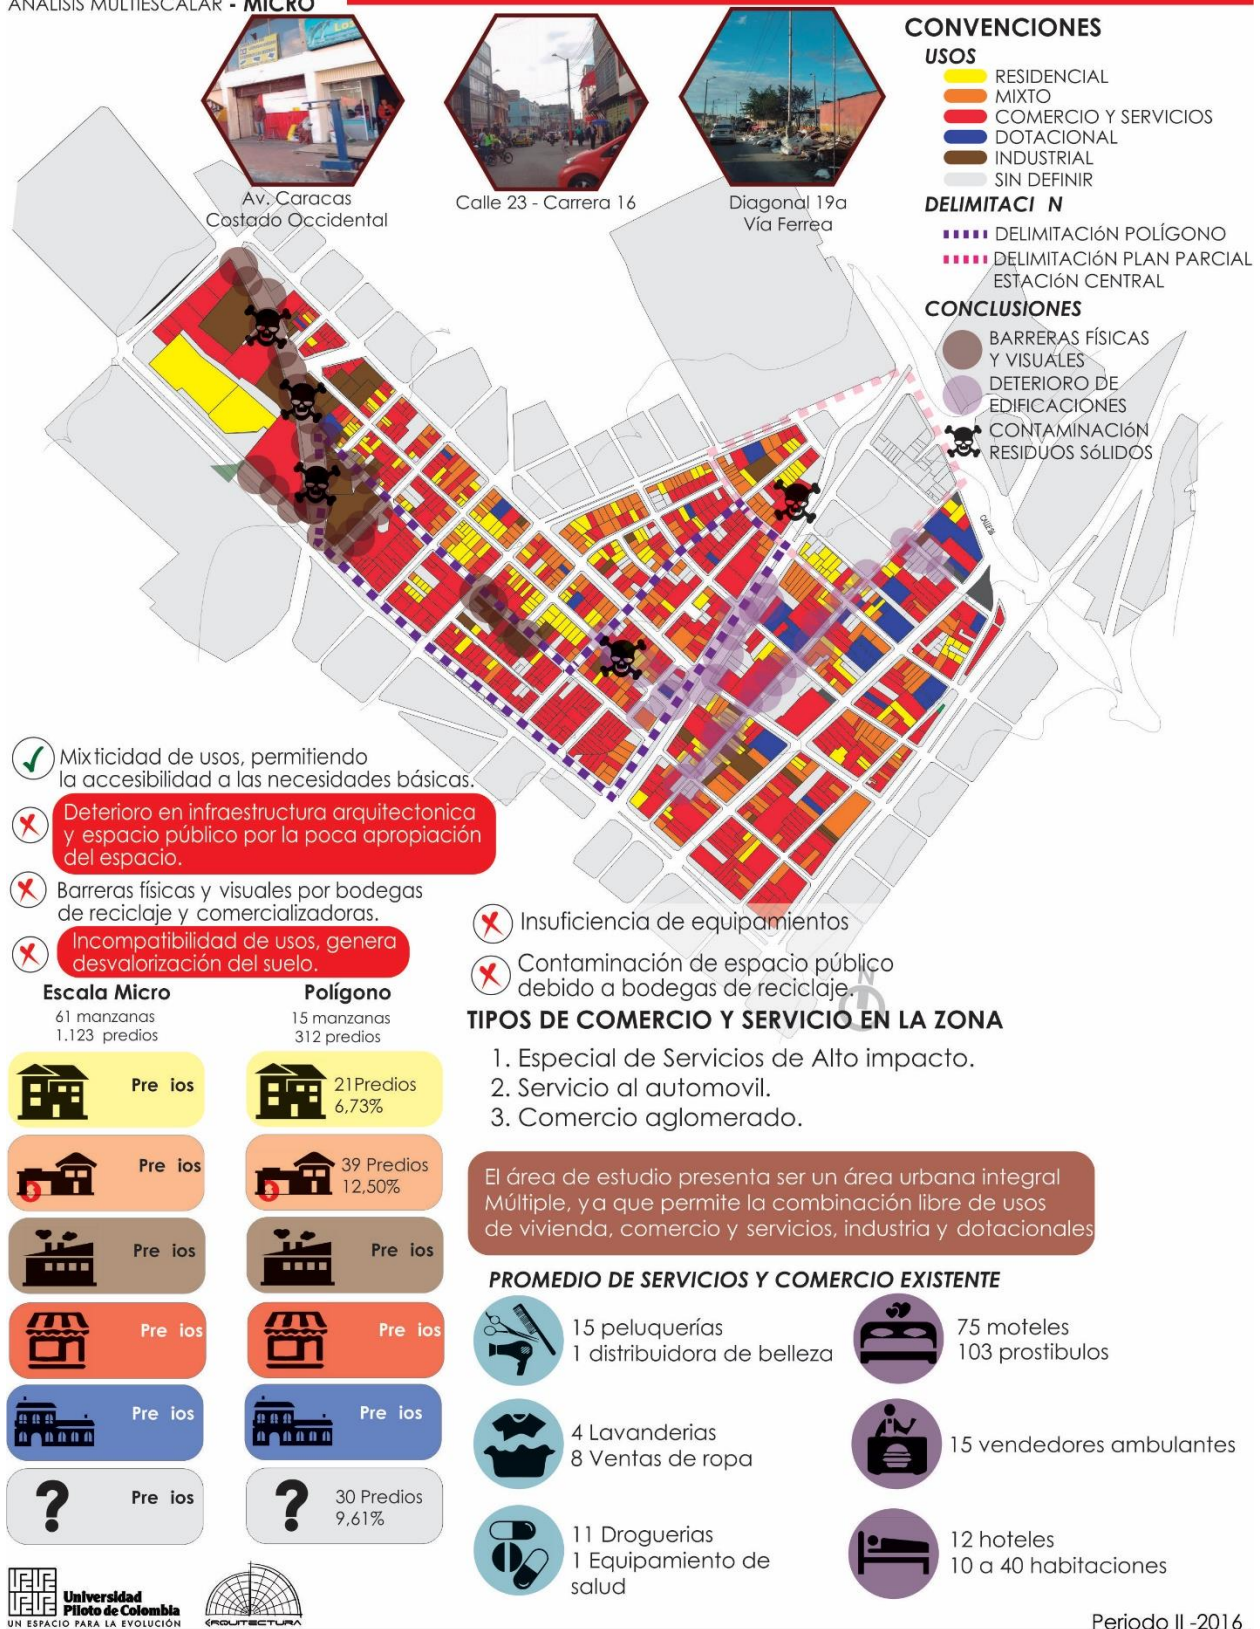 ANÁLISIS MULTIESCALAR - MICRO
Av. Caracas
Costado Occidental
Calle 23 - Carrera 16
Diagonal 19a
Vía Ferrea
CONVENCIONES
USOS
RESIDENCIAL
MIXTO
COMERCIO Y SERVICIOS
DOTACIONAL
INDUSTRIAL
SIN DEFINIR
DELIMITACI N
DELIMITACIóN POLÍGONO
DELIMITACIóN PLAN PARCIAL
ESTACIóN CENTRAL
CONCLUSIONES
BARRERAS FÍSICAS
Y VISUALES
DETERIORO DE
EDIFICACIONES
CONTAMINACIóN
RESIDUOS SóLIDOS
CALLE 26
Mixticidad de usos, permitiendo
la accesibilidad a las necesidades básicas.
Deterioro en infraestructura arquitectonica
y espacio público por la poca apropiación
del espacio.
Barreras físicas y visuales por bodegas
de reciclaje y comercializadoras.
Incompatibilidad de usos, genera
desvalorización del suelo.
Insuficiencia de equipamientos
Contaminación de espacio público
debido a bodegas de reciclaje.
N
Escala Micro
61 manzanas
1.123 predios
Polígono
15 manzanas
312 predios
Pre ios
21Predios
6,73%
Pre ios
39 Predios
12,50%
Pre ios
Pre ios
Pre ios
Pre ios
Pre ios
Pre ios
Pre ios
30 Predios
9,61%
TIPOS DE COMERCIO Y SERVICIO EN LA ZONA
1. Especial de Servicios de Alto impacto.
2. Servicio al automovil.
3. Comercio aglomerado.
El área de estudio presenta ser un área urbana integral
Múltiple, ya que permite la combinación libre de usos
de vivienda, comercio y servicios, industria y dotacionales
PROMEDIO DE SERVICIOS Y COMERCIO EXISTENTE
15 peluquerías
1 distribuidora de belleza
75 moteles
103 prostibulos
4 Lavanderias
8 Ventas de ropa
15 vendedores ambulantes
11 Droguerias
1 Equipamiento de
salud
12 hoteles
10 a 40 habitaciones
Universidad
Piloto de Colombia
UN ESPACIO PARA LA EVOLUCIÓN
ARQUITECTURA
Periodo II -2016